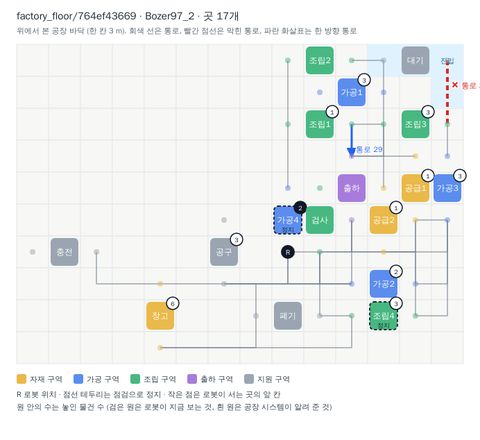 factory_floor/764ef43669 · Bozer97_2 · 곳 17개
위에서 본 공장 바닥 (한 칸 3 m). 회색 선은 통로, 빨간 점선은 막힌 통로, 파란 화살표는 한 방향 통로
조립2
대기
가공1
3
통로
조립1
1
조립3
3
통로 29
출하
공급1
1
가공3
3
가공4
2
정지
검사
공급2
1
충전
공구
3
R
가공2
2
창고
6
폐기
조립4
3
정지
자재 구역
가공 구역
조립 구역
출하 구역
지원 구역
R 로봇 위치 · 점선 테두리는 점검으로 정지 · 작은 점은 로봇이 서는 곳의 앞 칸
원 안의 수는 놓인 물건 수 (검은 원은 로봇이 지금 보는 것, 흰 원은 공장 시스템이 알려 준 것)